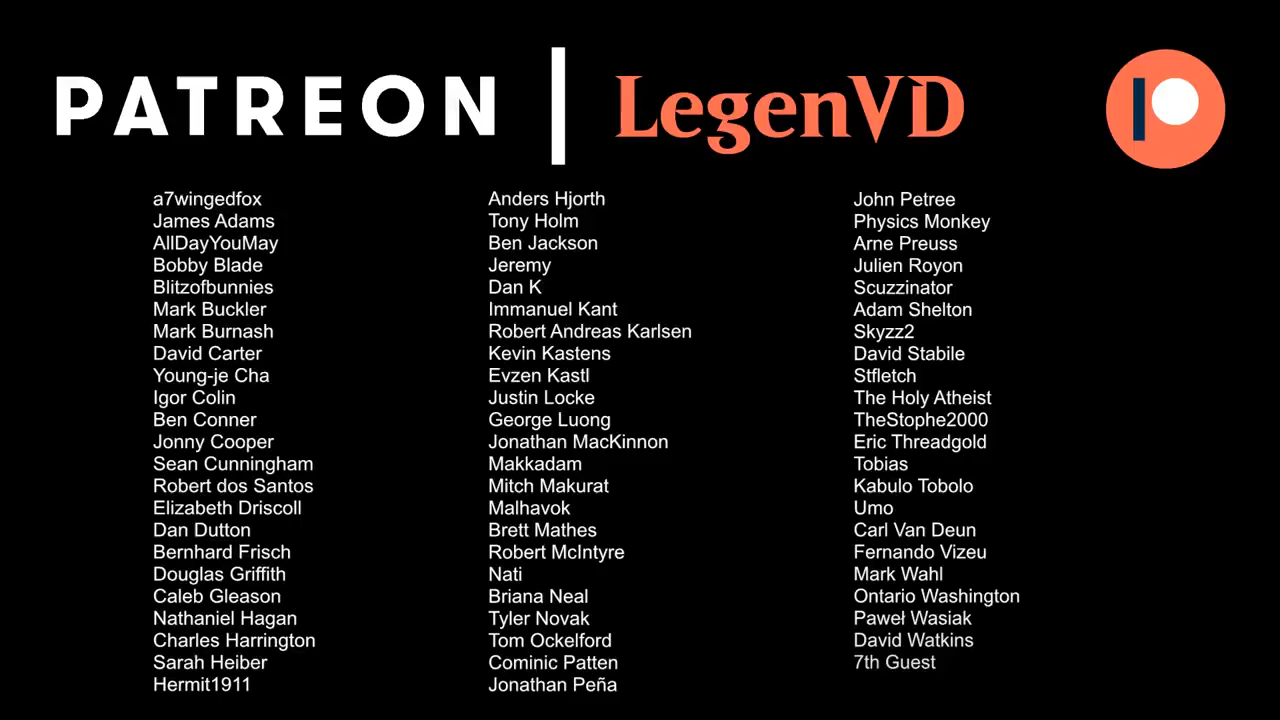 PATREON | LegenVD
a7wingedfox
James Adams
AllDayYouMay
Bobby Blade
Blitzofbunnies
Mark Buckler
Mark Burnash
David Carter
Young-je Cha
Igor Colin
Ben Conner
Jonny Cooper
Sean Cunningham
Robert dos Santos
Elizabeth Driscoll
Dan Dutton
Bernhard Frisch
Douglas Griffith
Caleb Gleason
Nathaniel Hagan
Charles Harrington
Sarah Heiber
Hermit1911
Anders Hjorth
Tony Holm
Ben Jackson
Jeremy
Dan K
Immanuel Kant
Robert Andreas Karlsen
Kevin Kastens
Evzen Kastl
Justin Locke
George Luong
Jonathan MacKinnon
Makkadam
Mitch Makurat
Malhavok
Brett Mathes
Robert McIntyre
Nati
Briana Neal
Tyler Novak
Tom Ockelford
Cominic Patten
Jonathan Peña
John Petree
Physics Monkey
Arne Preuss
Julien Royon
Scuzzinator
Adam Shelton
Skyzz2
David Stabile
Stfletch
The Holy Atheist
TheStophe2000
Eric Threadgold
Tobias
Kabulo Tobolo
Umo
Carl Van Deun
Fernando Vizeu
Mark Wahl
Ontario Washington
Paweł Wasiak
David Watkins
7th Guest